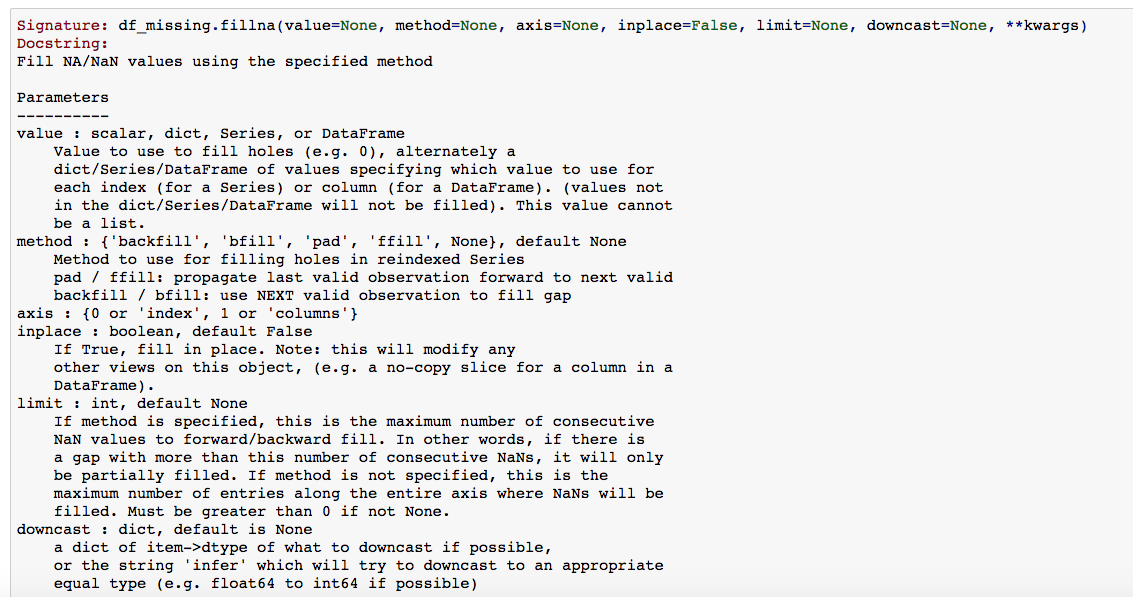 Signature: df_missing.fillna(value=None, method=None, axis=None, inplace=False, limit=None, downcast=None, **kwargs)
Docstring:
Fill NA/NaN values using the specified method

Parameters
----------
value : scalar, dict, Series, or DataFrame
    Value to use to fill holes (e.g. 0), alternately a
    dict/Series/DataFrame of values specifying which value to use for
    each index (for a Series) or column (for a DataFrame). (values not
    in the dict/Series/DataFrame will not be filled). This value cannot
    be a list.
method : {'backfill', 'bfill', 'pad', 'ffill', None}, default None
    Method to use for filling holes in reindexed Series
    pad / ffill: propagate last valid observation forward to next valid
    backfill / bfill: use NEXT valid observation to fill gap
axis : {0 or 'index', 1 or 'columns'}
inplace : boolean, default False
    If True, fill in place. Note: this will modify any
    other views on this object, (e.g. a no-copy slice for a column in a
    DataFrame).
limit : int, default None
    If method is specified, this is the maximum number of consecutive
    NaN values to forward/backward fill. In other words, if there is
    a gap with more than this number of consecutive NaNs, it will only
    be partially filled. If method is not specified, this is the
    maximum number of entries along the entire axis where NaNs will be
    filled. Must be greater than 0 if not None.
downcast : dict, default is None
    a dict of item->dtype of what to downcast if possible,
    or the string 'infer' which will try to downcast to an appropriate
    equal type (e.g. float64 to int64 if possible)